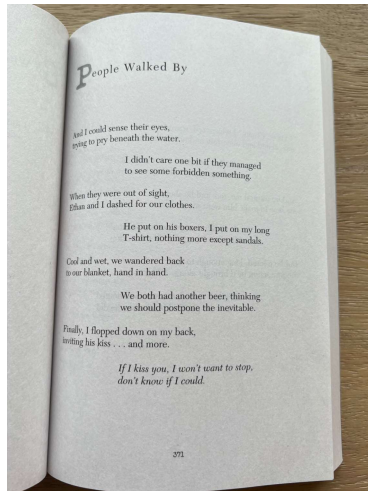 People Walked By
And I could sense their eyes,
trying to pry beneath the water.
I didn't care one bit if they managed
to see some forbidden something.
When they were out of sight,
Ethan and I dashed for our clothes.
He put on his boxers, I put on my long
T-shirt, nothing more except sandals.
Cool and wet, we wandered back
to our blanket, hand in hand.
We both had another beer, thinking
we should postpone the inevitable.
Finally, I flopped down on my back,
inviting his kiss . . . and more.
If I kiss you, I won't want to stop,
don't know if I could.
371